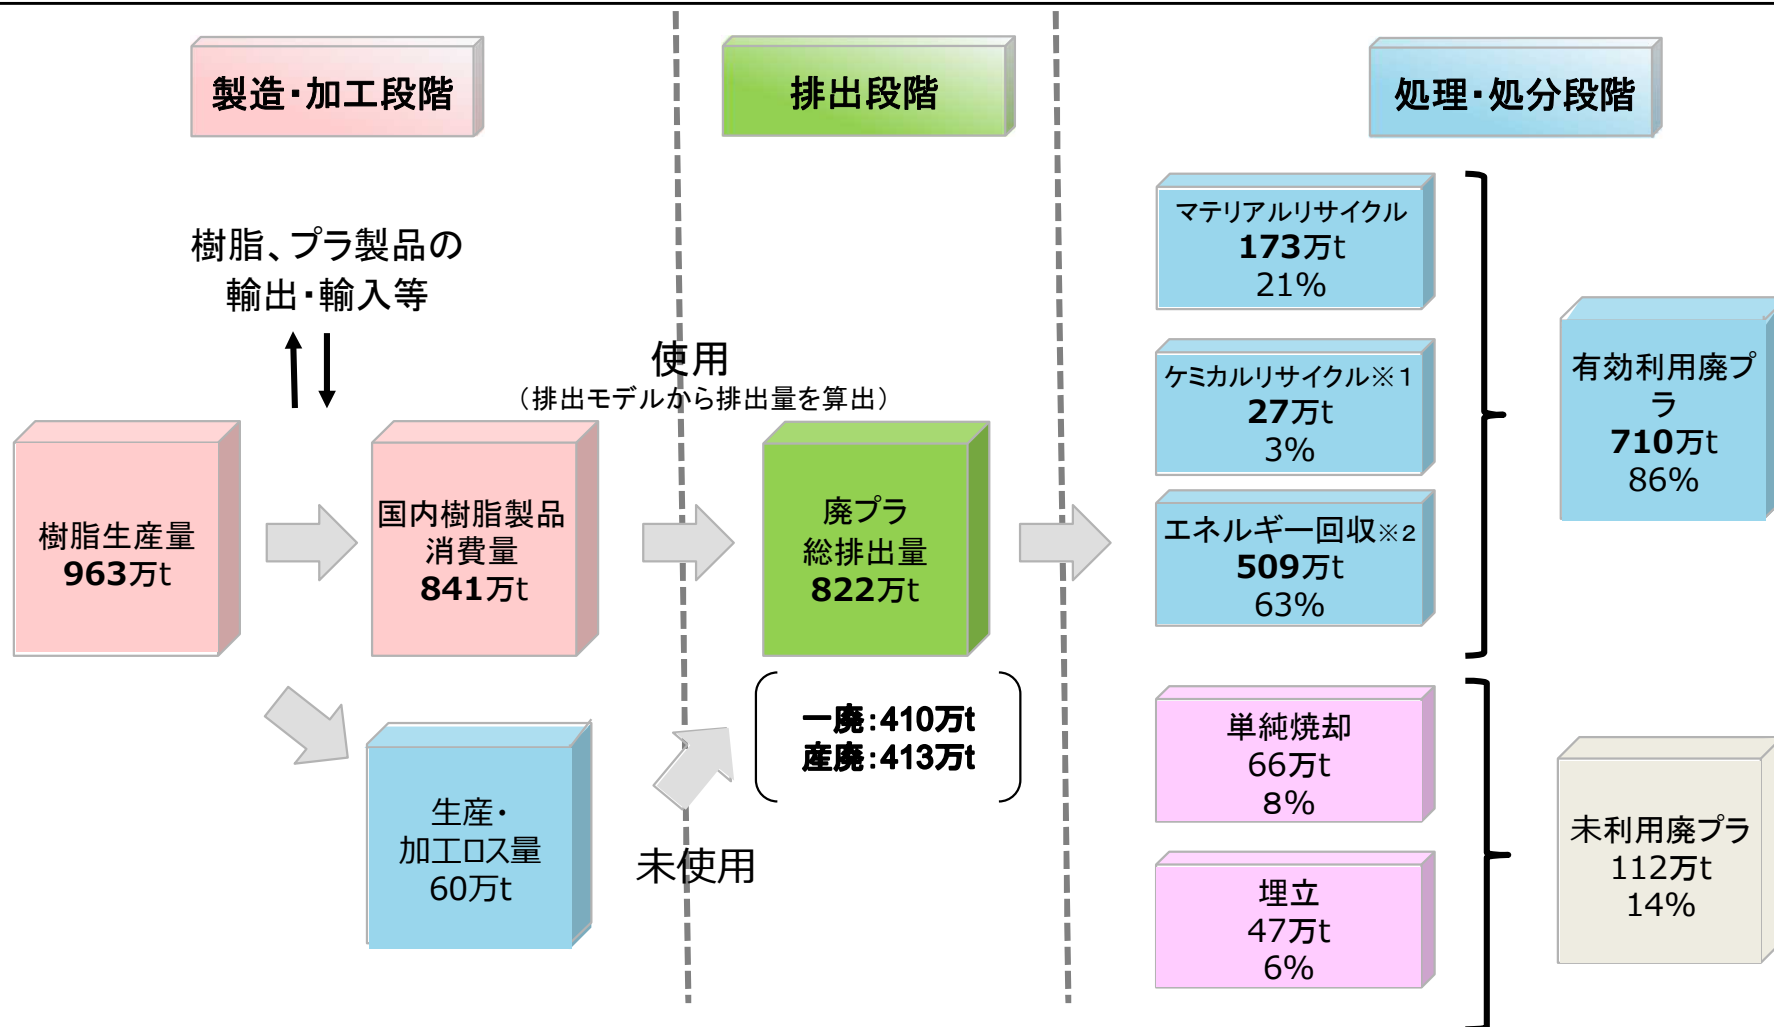 製造・加工段階
排出段階
処理・処分段階
樹脂、プラ製品の
輸出・輸入等
使用
（排出モデルから排出量を算出）
樹脂生産量
963万t
国内樹脂製品
消費量
841万t
生産・
加工ロス量
60万t
未使用
廃プラ
総排出量
822万t
一廃：410万t
産廃：413万t
マテリアルリサイクル
173万t
21%
ケミカルリサイクル※1
27万t
3%
エネルギー回収※2
509万t
63%
有効利用廃プ
ラ
710万t
86%
単純焼却
66万t
8%
埋立
47万t
6%
未利用廃プラ
112万t
14%